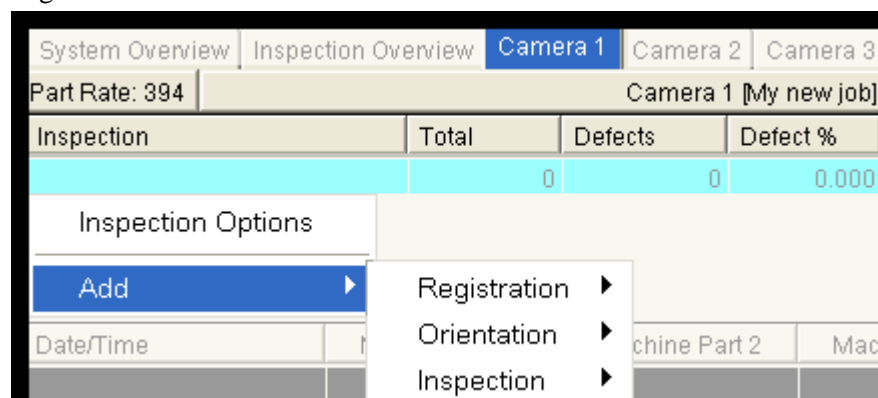 System Overview Inspection Overview Camera 1 Camera 2 Camera 3
Part Rate: 394 Camera 1 [My new job]
Inspection Total Defects Defect %
0 0 0.000
Inspection Options
Add Registration
Orientation
Date/Time chine Part 2 Mac
Inspection